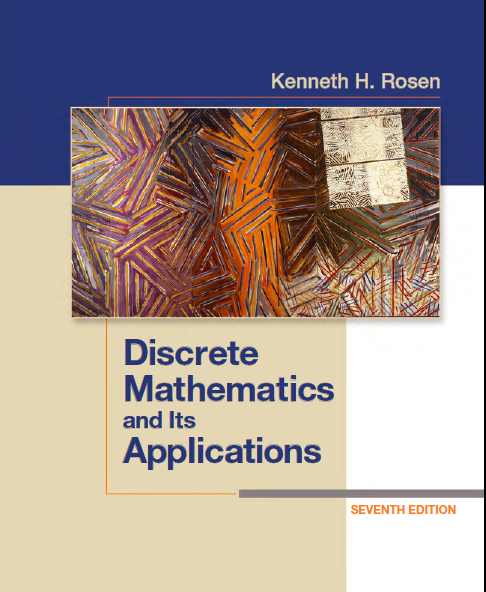 Kenneth H. Rosen
Discrete
Mathematics
and Its
Applications
SEVENTH EDITION